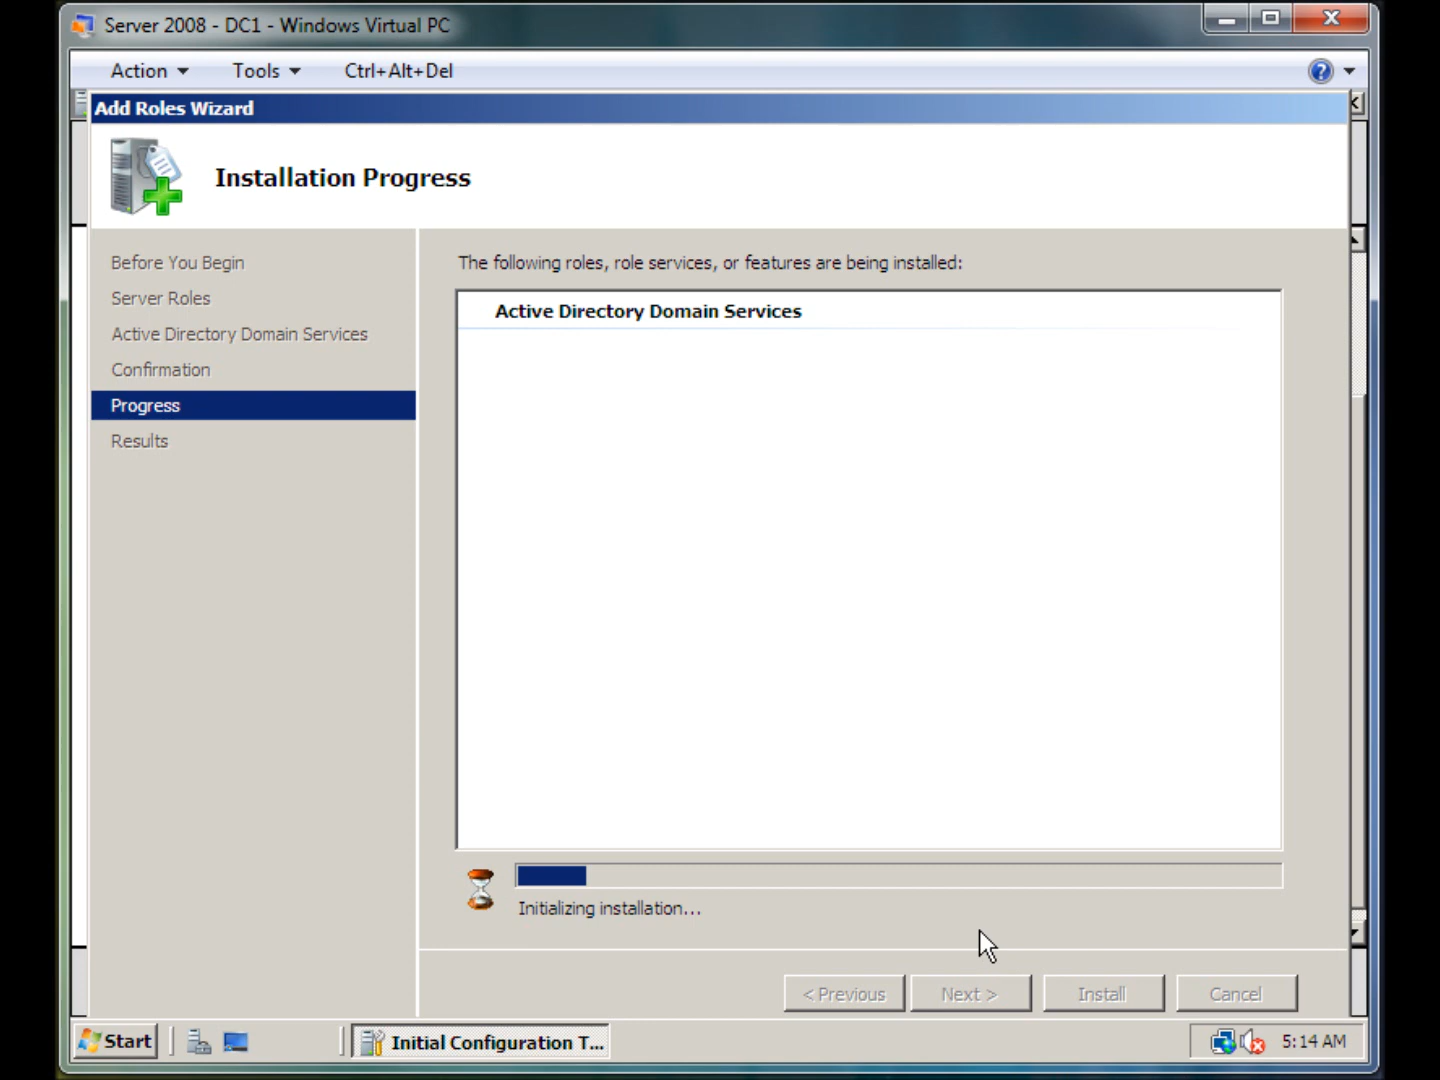 Server 2008 - DC1 - Windows Virtual PC
Action Tools Ctrl+Alt+Del
Add Roles Wizard
Installation Progress
Before You Begin
Server Roles
Active Directory Domain Services
Confirmation
Progress
Results
The following roles, role services, or features are being installed:
Active Directory Domain Services
Initializing installation...
< Previous Next > Install Cancel
Start Initial Configuration T... 5:14 AM